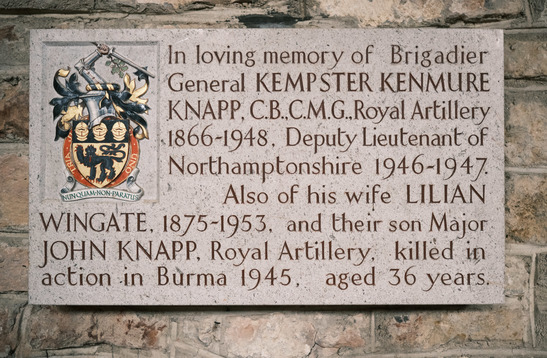 In loving memory of Brigadier
General KEMPSTER KENMURE
KNAPP, C.B., C.M.G., Royal Artillery
1866-1948, Deputy Lieutenant of
Northamptonshire 1946-1947.
Also of his wife LILIAN
WINGATE, 1875-1953, and their son Major
JOHN KNAPP, Royal Artillery, killed in
action in Burma 1945, aged 36 years.
NUNQUAM·NON·PARATUS
TRIA UNO